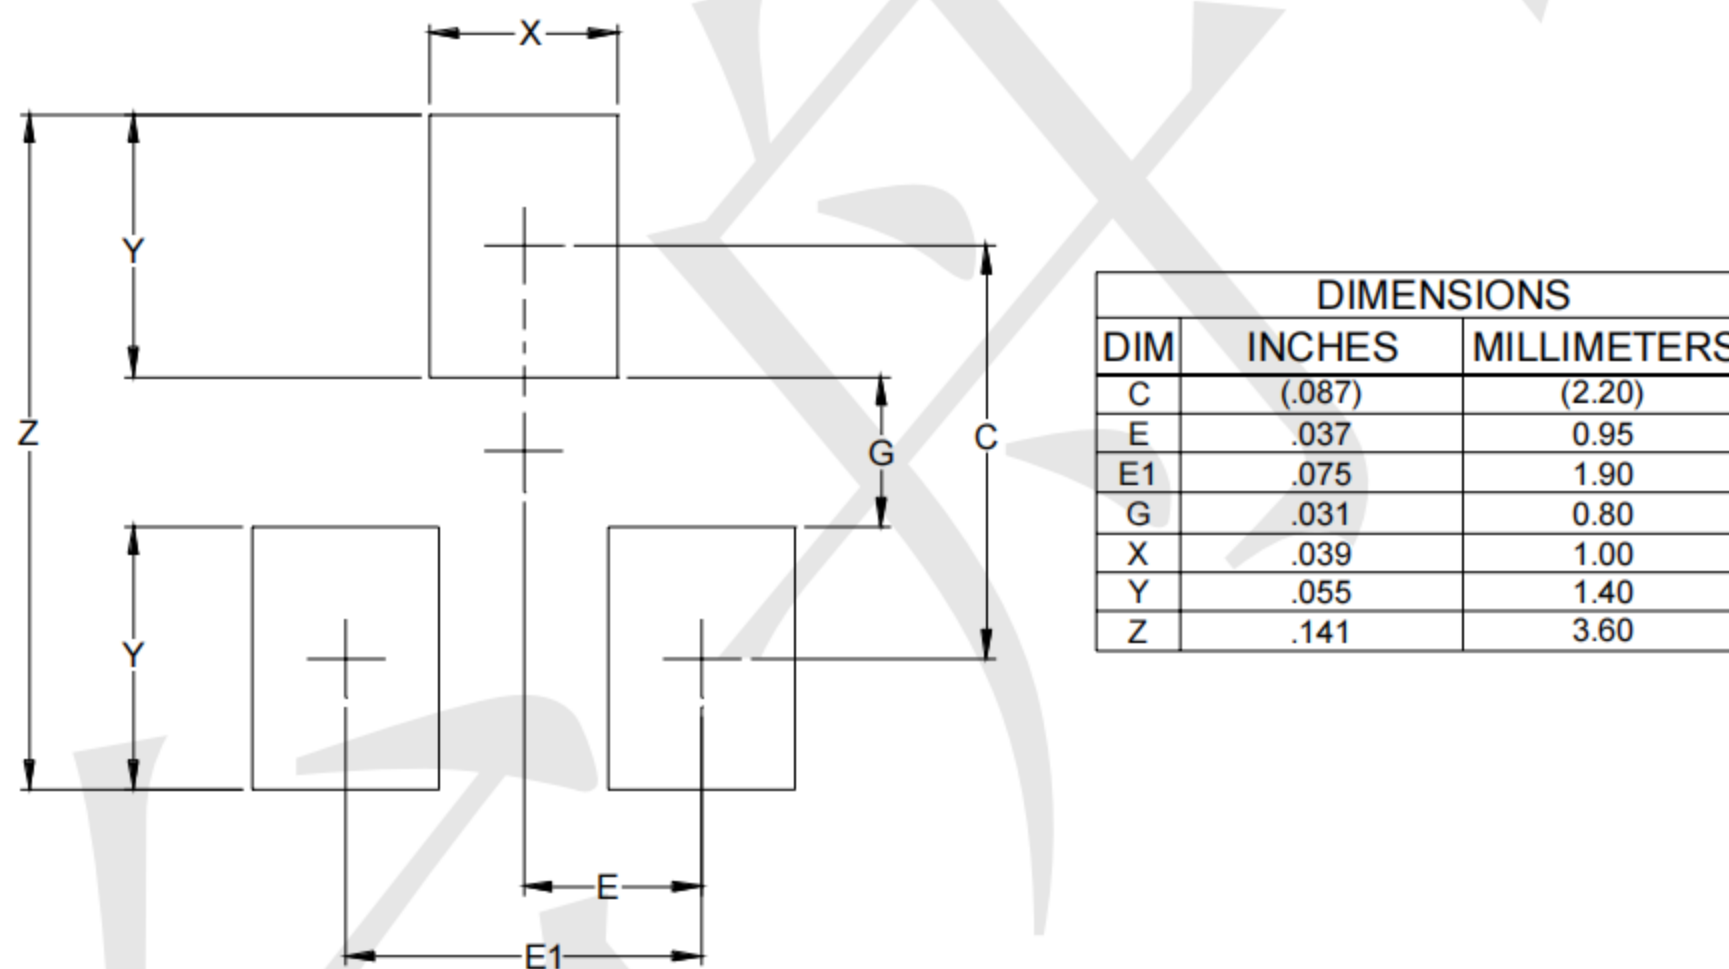 X
Y
Z
G
C
Y
E
E1
DIMENSIONS
DIM INCHES MILLIMETERS
C (.087) (2.20)
E .037 0.95
E1 .075 1.90
G .031 0.80
X .039 1.00
Y .055 1.40
Z .141 3.60